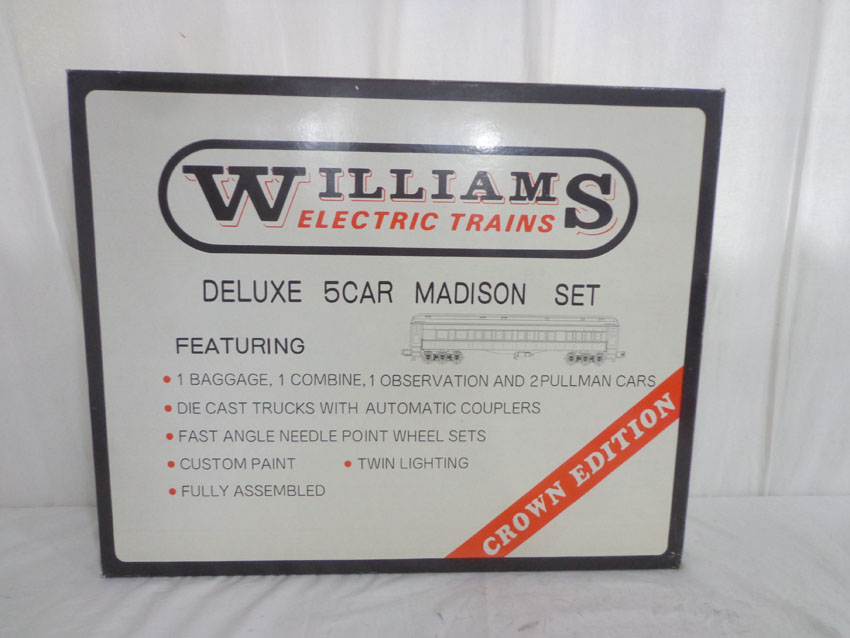 WILLIAMS
ELECTRIC TRAINS
DELUXE 5CAR MADISON SET
FEATURING
• 1 BAGGAGE, 1 COMBINE, 1 OBSERVATION AND 2 PULLMAN CARS
• DIE CAST TRUCKS WITH AUTOMATIC COUPLERS
• FAST ANGLE NEEDLE POINT WHEEL SETS
• CUSTOM PAINT • TWIN LIGHTING
• FULLY ASSEMBLED
CROWN EDITION